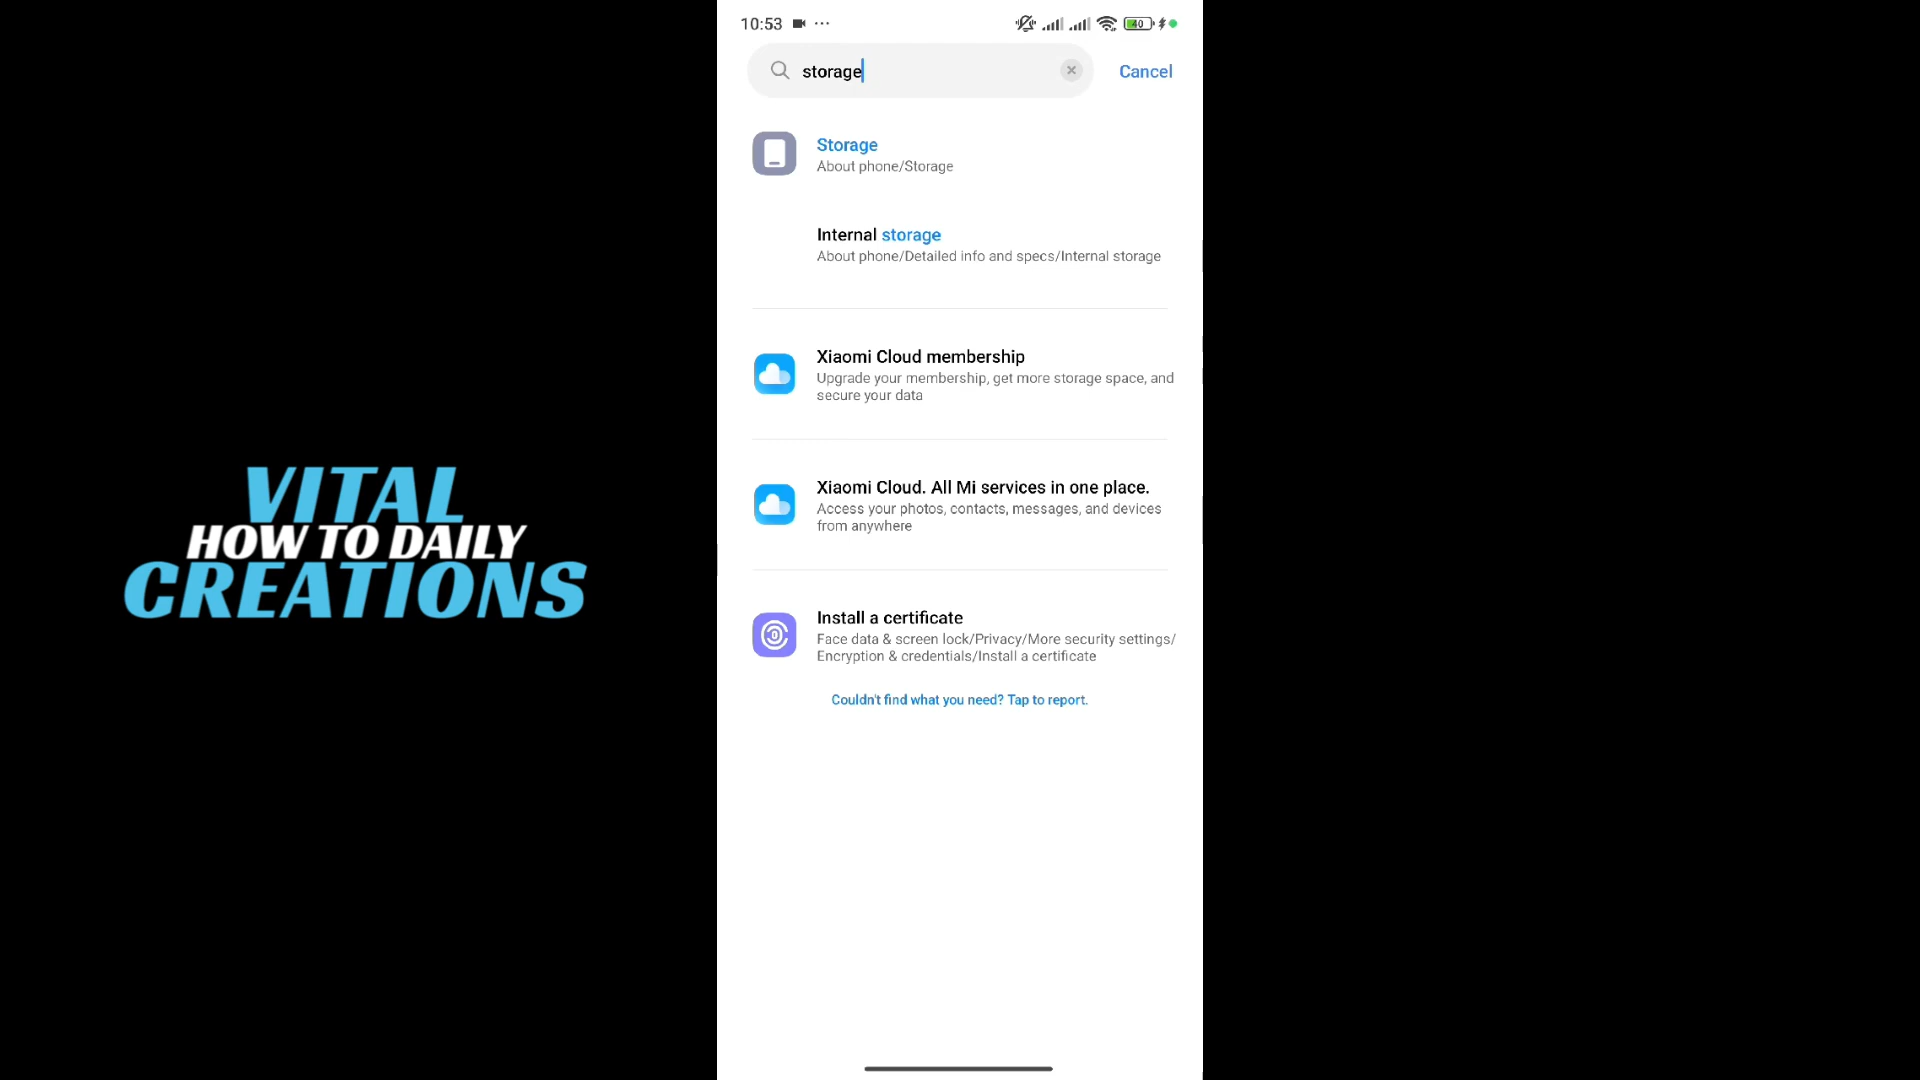 10:53
40
storage
Cancel
Storage
About phone/Storage
Internal storage
About phone/Detailed info and specs/Internal storage
Xiaomi Cloud membership
Upgrade your membership, get more storage space, and
secure your data
Xiaomi Cloud. All Mi services in one place.
Access your photos, contacts, messages, and devices
from anywhere
Install a certificate
Face data & screen lock/Privacy/More security settings/
Encryption & credentials/Install a certificate
Couldn't find what you need? Tap to report.
VITAL
HOW TO DAILY
CREATIONS